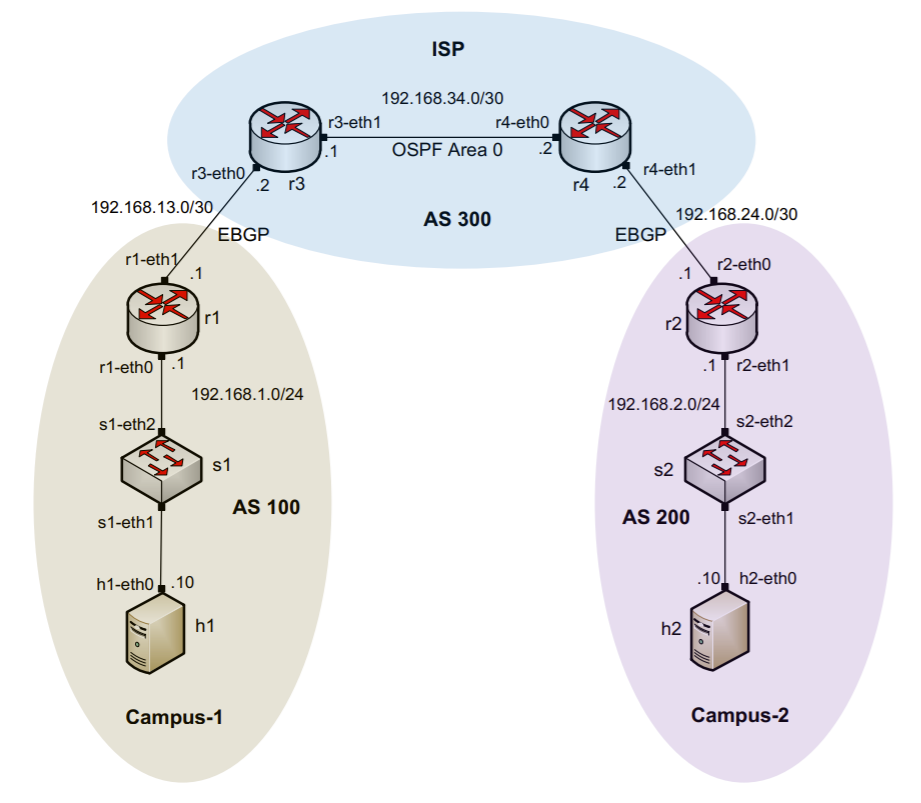 ISP
192.168.34.0/30
r3-eth1
r4-eth0
.1
OSPF Area 0
.2
r3-eth0
.2
r3
r4
.2
r4-eth1
192.168.13.0/30
AS 300
192.168.24.0/30
EBGP
EBGP
r1-eth1
.1
.1
r2-eth0
r1
r2
r1-eth0
.1
.1
r2-eth1
192.168.1.0/24
192.168.2.0/24
s1-eth2
s2-eth2
s1
s2
AS 100
AS 200
s1-eth1
s2-eth1
h1-eth0
.10
.10
h2-eth0
h1
h2
Campus-1
Campus-2